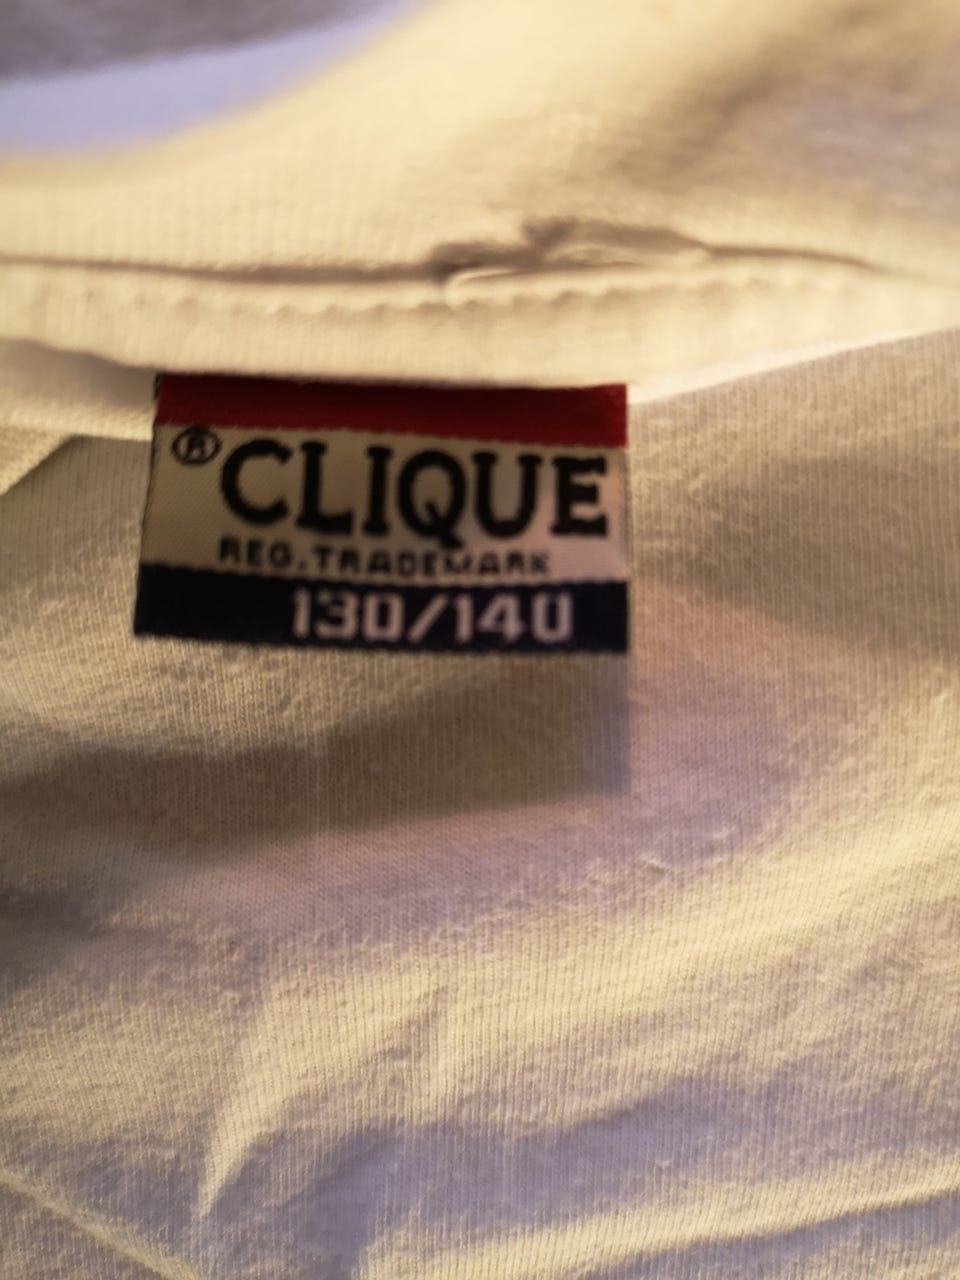 ® CLIQUE
REG. TRADEMARK
130/140